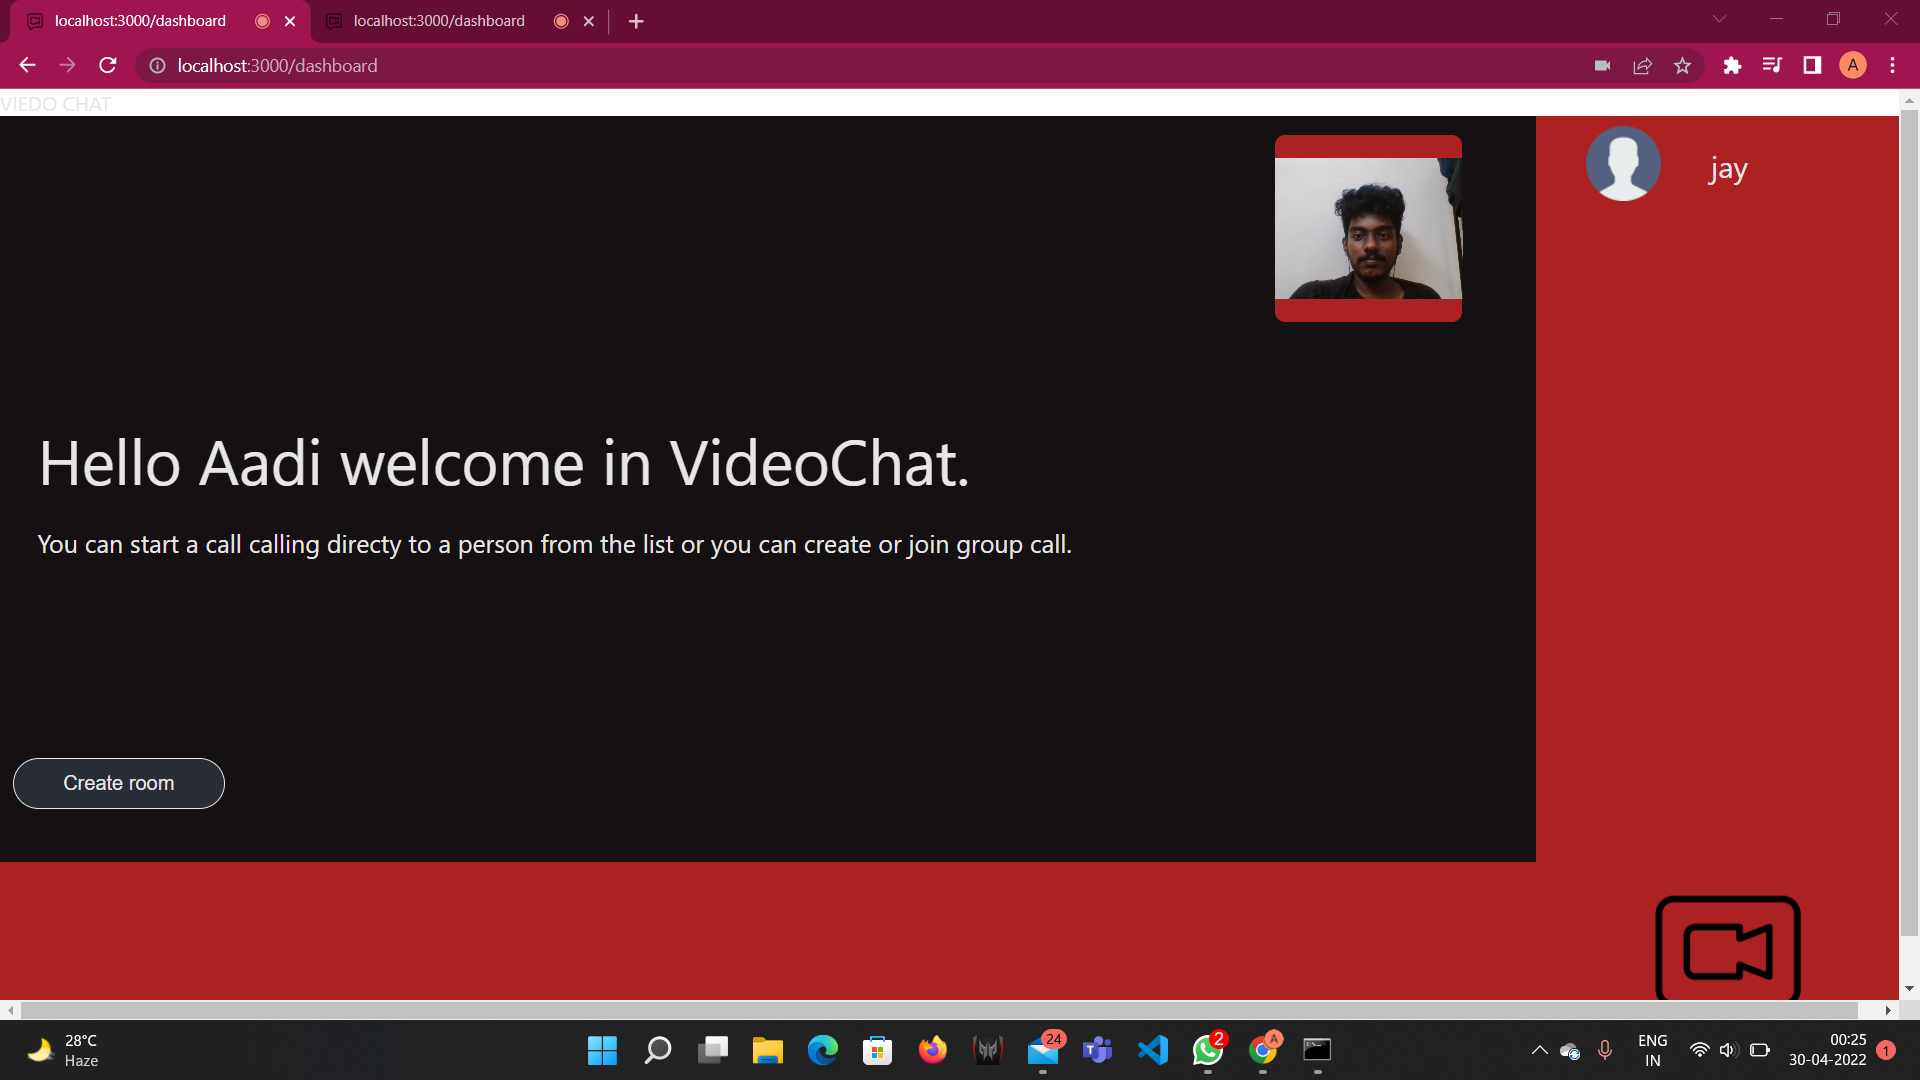 localhost:3000/dashboard
localhost:3000/dashboard
localhost:3000/dashboard
A
VIEDO CHAT
jay
Hello Aadi welcome in VideoChat.
You can start a call calling directy to a person from the list or you can create or join group call.
Create room
28°C
Haze
24
2
A
ENG
IN
00:25
30-04-2022
1